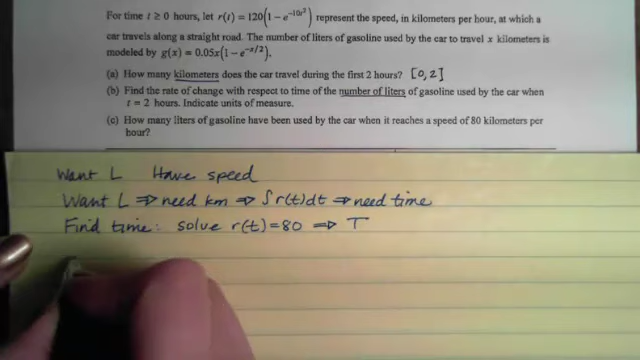 For time t ≥ 0 hours, let r(t) = 120(1 − e^(−10t²)) represent the speed, in kilometers per hour, at which a
car travels along a straight road. The number of liters of gasoline used by the car to travel x kilometers is
modeled by g(x) = 0.05x(1 − e^(−x/2)).
(a) How many kilometers does the car travel during the first 2 hours? [0,2]
(b) Find the rate of change with respect to time of the number of liters of gasoline used by the car when
t = 2 hours. Indicate units of measure.
(c) How many liters of gasoline have been used by the car when it reaches a speed of 80 kilometers per
hour?
Want L Have speed
Want L ⇒ need km ⇒ ∫r(t)dt ⇒ need time
Find time: solve r(t)=80 ⇒ T